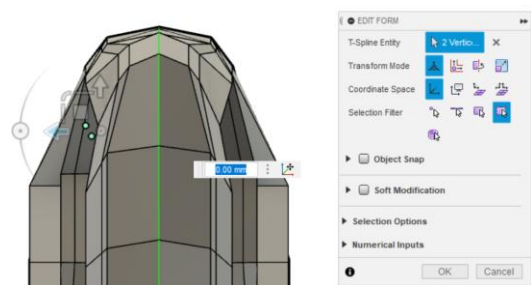 EDIT FORM
T-Spline Entity
2 Vertic...
Transform Mode
Coordinate Space
Selection Filter
Object Snap
Soft Modification
Selection Options
Numerical Inputs
OK
Cancel
0.00 mm